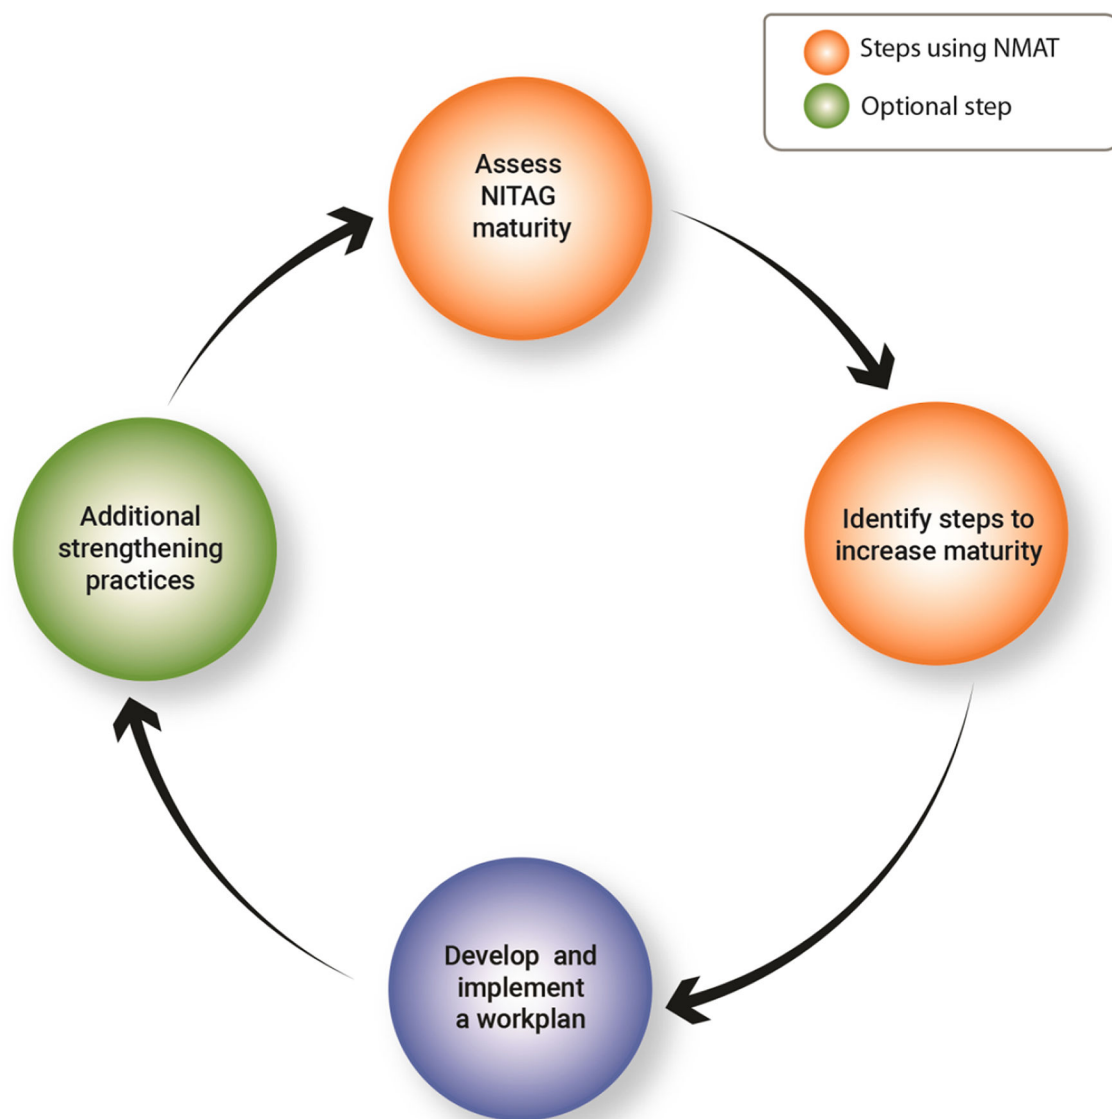 Steps using NMAT
Optional step
Assess
NITAG
maturity
Identify steps to
increase maturity
Develop and
implement
a workplan
Additional
strengthening
practices